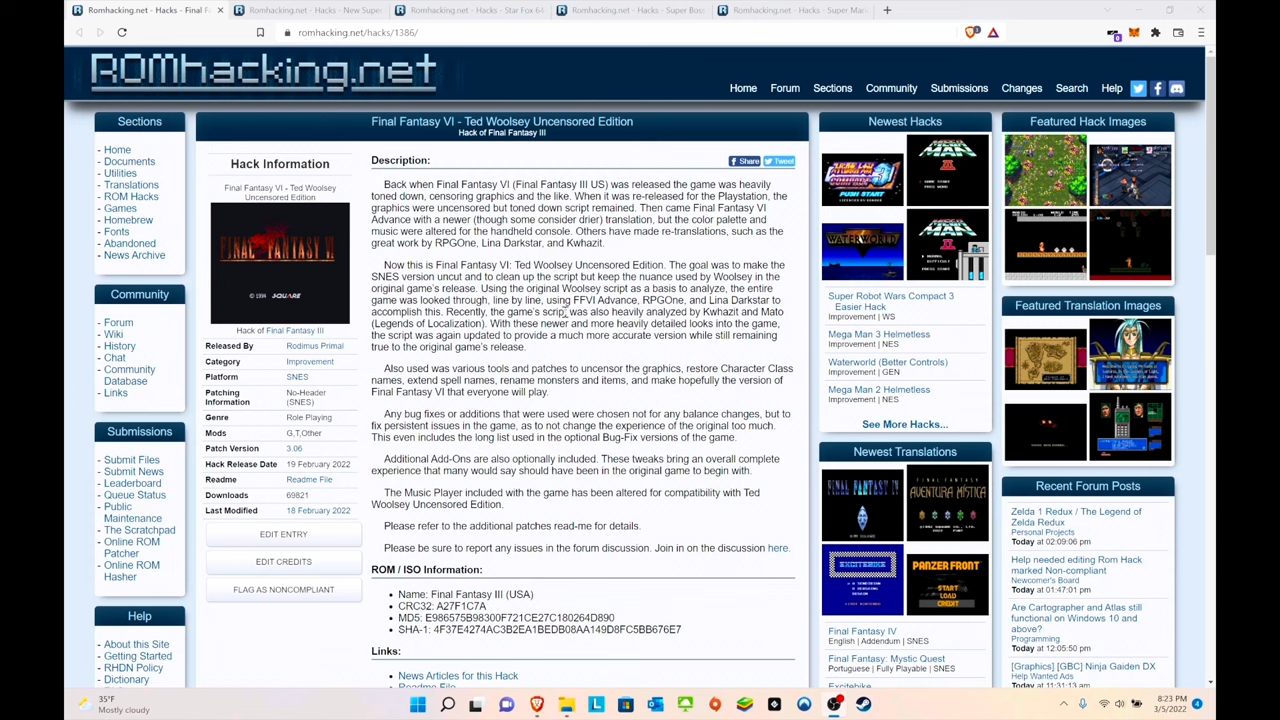 Romhacking.net - Hacks - Final F
Romhacking.net - Hacks - New Super
Romhacking.net - Hacks - Star Fox 64
Romhacking.net - Hacks - Super Bos
Romhacking.net - Hacks - Super Mar
romhacking.net/hacks/1386/
ROMhacking.net
Home Forum Sections Community Submissions Changes Search Help
Sections
- Home
- Documents
- Utilities
- Translations
- ROM Hacks
- Games
- Homebrew
- Fonts
- Abandoned
- News Archive
Community
- Forum
- Wiki
- History
- Chat
- Community
Database
- Links
Submissions
- Submit Files
- Submit News
- Leaderboard
- Queue Status
- Public
Maintenance
- The Scratchpad
- Online ROM
Patcher
- Online ROM
Hasher
Help
- About this Site
- Getting Started
- RHDN Policy
- Dictionary
Final Fantasy VI - Ted Woolsey Uncensored Edition
Hack of Final Fantasy III
Hack Information
Final Fantasy VI - Ted Woolsey
Uncensored Edition
FINAL FANTASY VI
© 1994 SQUARE
Hack of Final Fantasy III
Released By Rodimus Primal
Category Improvement
Platform SNES
Patching
Information No-Header
(SNES)
Genre Role Playing
Mods G,T,Other
Patch Version 3.06
Hack Release Date 19 February 2022
Readme Readme File
Downloads 69821
Last Modified 18 February 2022
EDIT ENTRY
EDIT CREDITS
FLAG AS NONCOMPLIANT
Description:
Share Tweet
Back when Final Fantasy VI (Final Fantasy III US) was released the game was heavily
toned down, censoring graphics and the like. When it was re-released for the Playstation, the
graphics were uncensored but toned down script remained. Then came Final Fantasy VI
Advance with a newer (though some consider drier) translation, but the color palette and
music were altered for the handheld console. Others have made re-translations, such as the
great work by RPGOne, Lina Darkstar, and Kwhazit.
Now this is Final Fantasy VI: Ted Woolsey Uncensored Edition. The goal was to make the
SNES version uncut and to clean up the script but keep the nuance used by Woolsey in the
original game's release. Using the original Woolsey script as a basis to analyze, the entire
game was looked through, line by line, using FFVI Advance, RPGOne, and Lina Darkstar to
accomplish this. Recently, the game's script was also heavily analyzed by Kwhazit and Mato
(Legends of Localization). With these newer and more heavily detailed looks into the game,
the script was again updated to provide a much more accurate version while still remaining
true to the original game's release.
Also used were various tools and patches to uncensor the graphics, restore Character Class
names, expand spell names, rename monsters and items, and make hopefully the version of
Final Fantasy VI that everyone will play.
Any bug fixes or additions that were used were chosen not for any balance changes, but to
fix persistent issues in the game, as to not change the experience of the original too much.
This even includes the long list used in the optional Bug-Fix versions of the game.
Added Add-Ons are also optionally included. These tweaks bring an overall complete
experience that many would say should have been in the original game to begin with.
The Music Player included with the game has been altered for compatibility with Ted
Woolsey Uncensored Edition.
Please refer to the additional patches read-me for details.
Please be sure to report any issues in the forum discussion. Join in on the discussion here.
ROM / ISO Information:
• Name: Final Fantasy III (USA)
• CRC32: A27F1C7A
• MD5: E986575B98300F721CE27C180264D890
• SHA-1: 4F37E4274AC3B2EA1BEDB08AA149D8FC5BB676E7
Links:
• News Articles for this Hack
• Readme File
Newest Hacks
MEGA MAN
PUSH START
WATERWORLD
MEGA MAN
Super Robot Wars Compact 3
Easier Hack
Improvement | WS
Mega Man 3 Helmetless
Improvement | NES
Waterworld (Better Controls)
Improvement | GEN
Mega Man 2 Helmetless
Improvement | NES
See More Hacks...
Newest Translations
FINAL FANTASY IV
FINAL FANTASY
AVENTURA MÍSTICA
EXCITEBIKE
PANZER FRONT
START
LOAD
CREDIT
Final Fantasy IV
English | Addendum | SNES
Final Fantasy: Mystic Quest
Portuguese | Fully Playable | SNES
Excitebike
Featured Hack Images
Featured Translation Images
Recent Forum Posts
Zelda 1 Redux / The Legend of
Zelda Redux
Personal Projects
Today at 02:09:06 PM
Help needed editing Rom Hack
marked Non-compliant
Newcomer's Board
Today at 01:47:01 PM
Are Cartographer and Atlas still
functional on Windows 10 and
above?
Programming
Today at 12:05:50 PM
[Graphics] [GBC] Ninja Gaiden DX
Help Wanted Ads
Today at 11:31:13 AM
35°F
Mostly cloudy
8:23 PM
3/5/2022